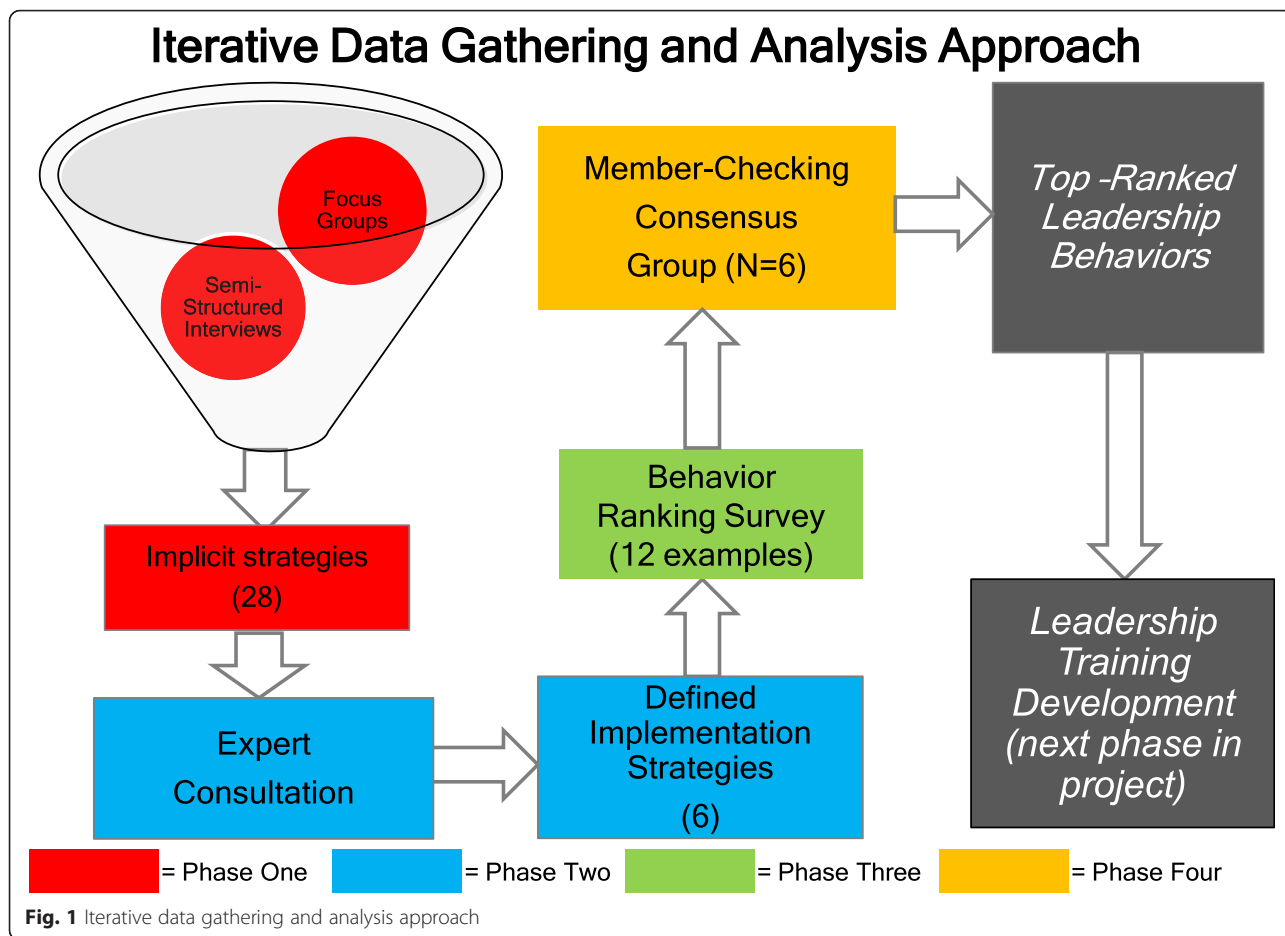 Iterative Data Gathering and Analysis Approach
Focus
Groups
Semi-
Structured
Interviews
Implicit strategies
(28)
Expert
Consultation
Defined
Implementation
Strategies
(6)
Behavior
Ranking Survey
(12 examples)
Member-Checking
Consensus
Group (N=6)
Top -Ranked
Leadership
Behaviors
Leadership
Training
Development
(next phase in
project)
= Phase One
= Phase Two
= Phase Three
= Phase Four
Fig. 1 Iterative data gathering and analysis approach